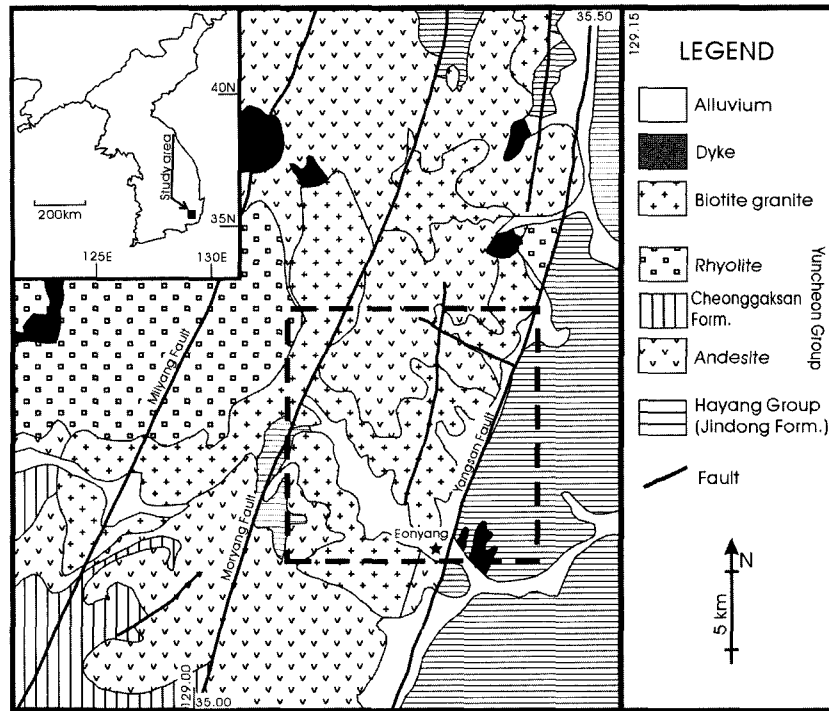 40N
35N
125E
130E
200km
Study area
35.50
129.15
Milyang Fault
Moryang Fault
Yangsan Fault
Eonyang
129.00
35.00
LEGEND
Alluvium
Dyke
Biotite granite
Rhyolite
Cheonggaksan
Form.
Andesite
Yuncheon Group
Hayang Group
(Jindong Form.)
Fault
N
5 km